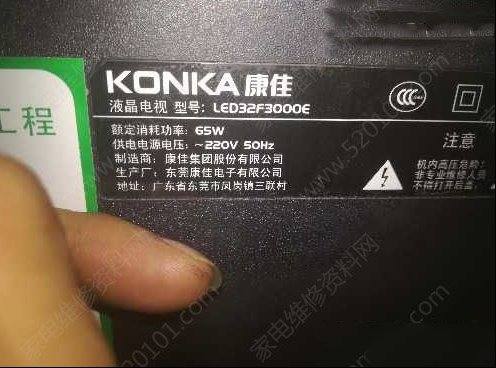 KONKA 康佳
液晶电视 型号: LED32F3000E
CCC
工程
额定消耗功率: 65W
供电电源电压: ~220V 50Hz
制造商: 康佳集团股份有限公司
生产厂: 东莞康佳电子有限公司
地址: 广东省东莞市凤岗镇三联村
注意
机内高压危险!
非专业维修人
不得打开后盖
家电维修资料网
520101.com